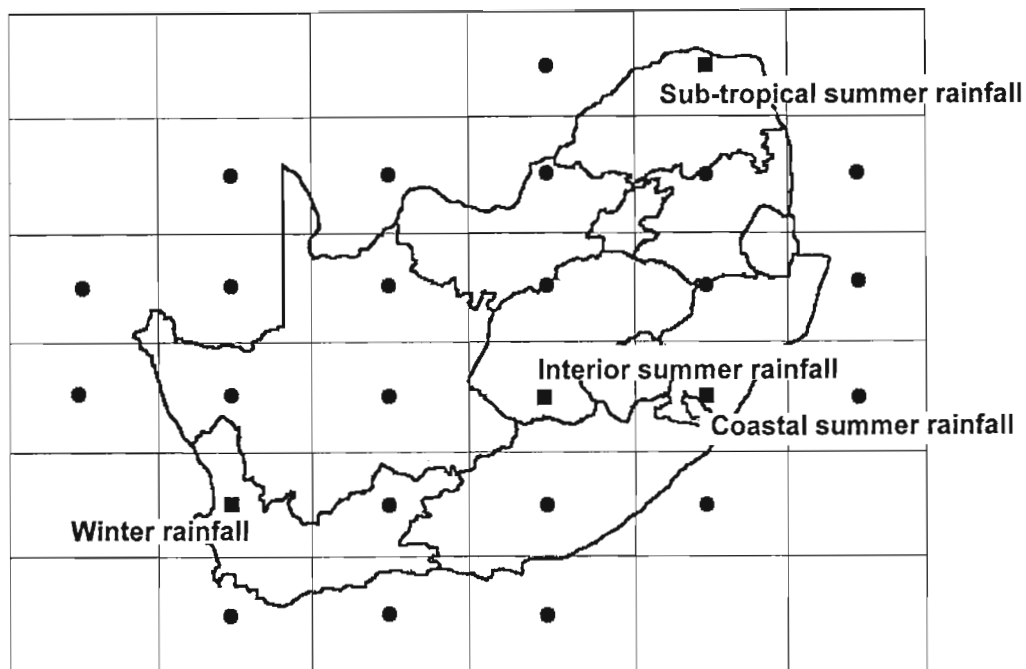 Sub-tropical summer rainfall
Interior summer rainfall
Coastal summer rainfall
Winter rainfall